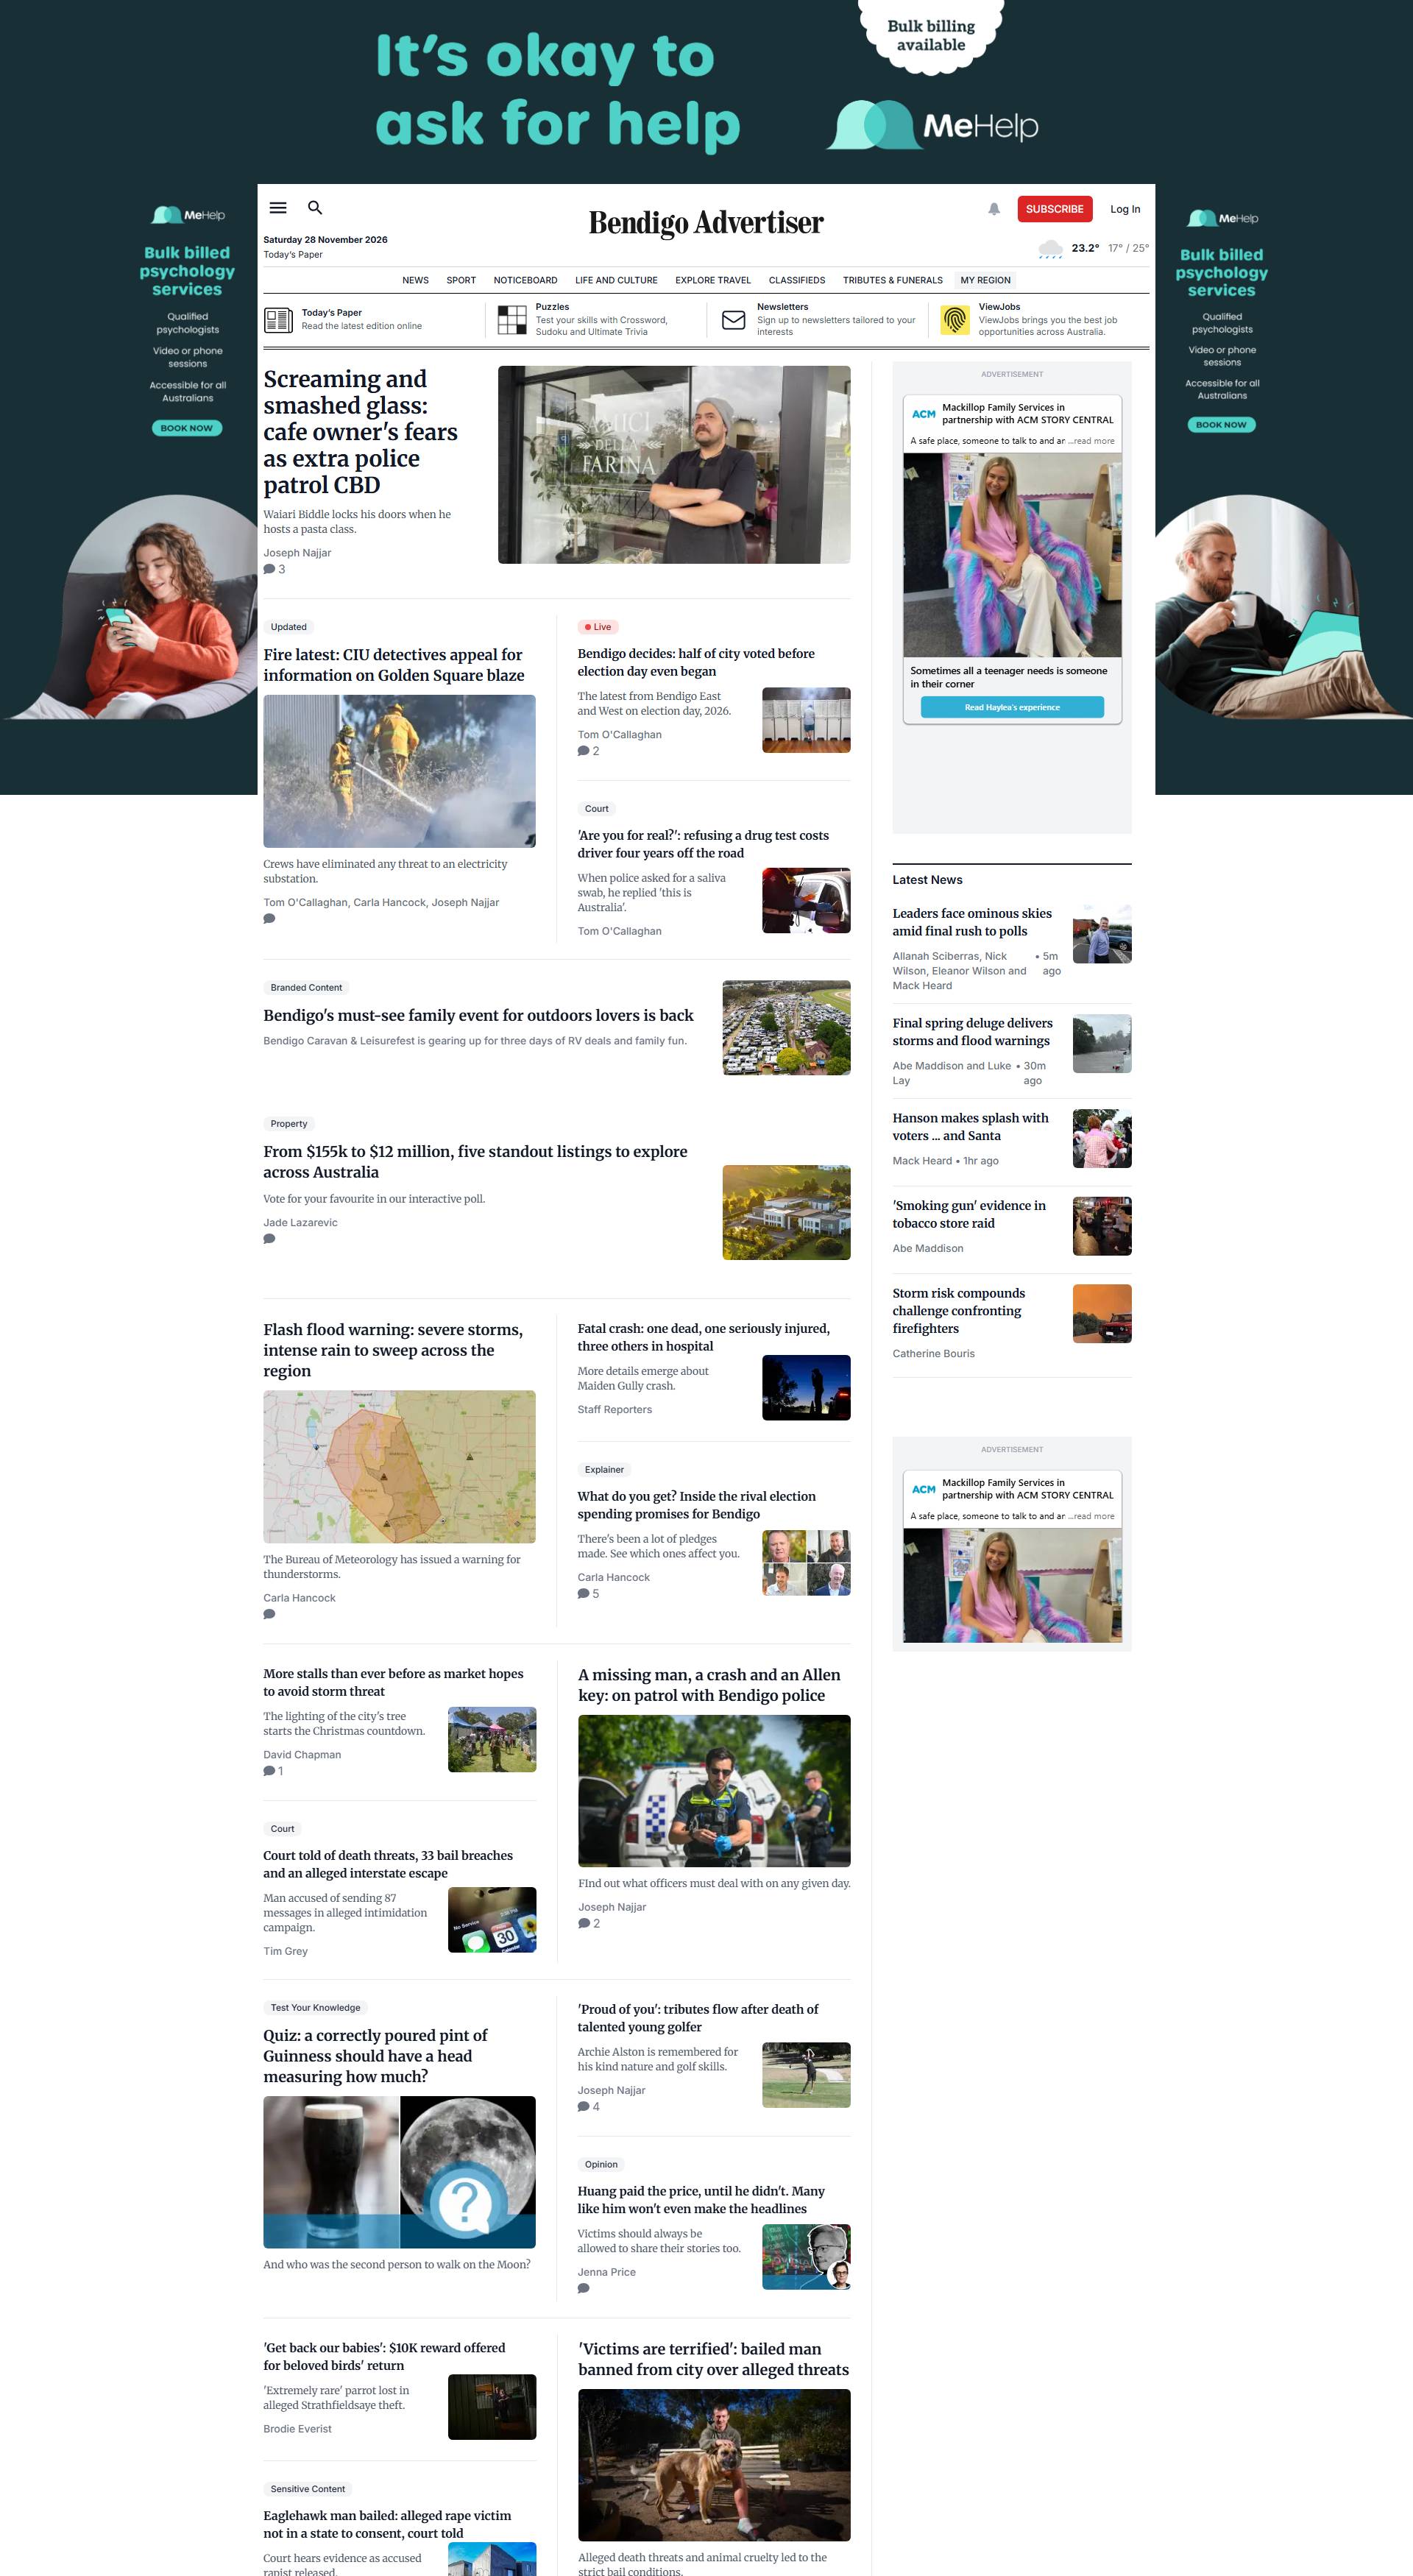 It's okay to
ask for help
Bulk billing
available
MeHelp
MeHelp
Bulk billed
psychology
services
Qualified
psychologists
Video or phone
sessions
Accessible for all
Australians
BOOK NOW
MeHelp
Bulk billed
psychology
services
Qualified
psychologists
Video or phone
sessions
Accessible for all
Australians
BOOK NOW
Bendigo Advertiser
SUBSCRIBE
Log In
Saturday 28 November 2026
Today's Paper
23.2° 17° / 25°
NEWS SPORT NOTICEBOARD LIFE AND CULTURE EXPLORE TRAVEL CLASSIFIEDS TRIBUTES & FUNERALS MY REGION
Today's Paper
Read the latest edition online
Puzzles
Test your skills with Crossword,
Sudoku and Ultimate Trivia
Newsletters
Sign up to newsletters tailored to your
interests
ViewJobs
ViewJobs brings you the best job
opportunities across Australia.
Screaming and
smashed glass:
cafe owner's fears
as extra police
patrol CBD
Waiari Biddle locks his doors when he
hosts a pasta class.
Joseph Najjar
3
DELLA
FARINA
Updated
Fire latest: CIU detectives appeal for
information on Golden Square blaze
Crews have eliminated any threat to an electricity
substation.
Tom O'Callaghan, Carla Hancock, Joseph Najjar
Live
Bendigo decides: half of city voted before
election day even began
The latest from Bendigo East
and West on election day, 2026.
Tom O'Callaghan
2
Court
'Are you for real?': refusing a drug test costs
driver four years off the road
When police asked for a saliva
swab, he replied 'this is
Australia'.
Tom O'Callaghan
Branded Content
Bendigo's must-see family event for outdoors lovers is back
Bendigo Caravan & Leisurefest is gearing up for three days of RV deals and family fun.
Property
From $155k to $12 million, five standout listings to explore
across Australia
Vote for your favourite in our interactive poll.
Jade Lazarevic
Flash flood warning: severe storms,
intense rain to sweep across the
region
The Bureau of Meteorology has issued a warning for
thunderstorms.
Carla Hancock
Fatal crash: one dead, one seriously injured,
three others in hospital
More details emerge about
Maiden Gully crash.
Staff Reporters
Explainer
What do you get? Inside the rival election
spending promises for Bendigo
There's been a lot of pledges
made. See which ones affect you.
Carla Hancock
5
More stalls than ever before as market hopes
to avoid storm threat
The lighting of the city's tree
starts the Christmas countdown.
David Chapman
1
Court
Court told of death threats, 33 bail breaches
and an alleged interstate escape
Man accused of sending 87
messages in alleged intimidation
campaign.
Tim Grey
No Service
30
Calendar
A missing man, a crash and an Allen
key: on patrol with Bendigo police
FInd out what officers must deal with on any given day.
Joseph Najjar
2
Test Your Knowledge
Quiz: a correctly poured pint of
Guinness should have a head
measuring how much?
?
And who was the second person to walk on the Moon?
'Proud of you': tributes flow after death of
talented young golfer
Archie Alston is remembered for
his kind nature and golf skills.
Joseph Najjar
4
Opinion
Huang paid the price, until he didn't. Many
like him won't even make the headlines
Victims should always be
allowed to share their stories too.
Jenna Price
'Get back our babies': $10K reward offered
for beloved birds' return
'Extremely rare' parrot lost in
alleged Strathfieldsaye theft.
Brodie Everist
Sensitive Content
Eaglehawk man bailed: alleged rape victim
not in a state to consent, court told
Court hears evidence as accused
rapist released.
'Victims are terrified': bailed man
banned from city over alleged threats
Alleged death threats and animal cruelty led to the
strict bail conditions.
ADVERTISEMENT
ACM
Mackillop Family Services in
partnership with ACM STORY CENTRAL
A safe place, someone to talk to and ar ...read more
Sometimes all a teenager needs is someone
in their corner
Read Haylea's experience
Latest News
Leaders face ominous skies
amid final rush to polls
Allanah Sciberras, Nick
Wilson, Eleanor Wilson and
Mack Heard
• 5m
ago
Final spring deluge delivers
storms and flood warnings
Abe Maddison and Luke
Lay
• 30m
ago
Hanson makes splash with
voters ... and Santa
Mack Heard • 1hr ago
'Smoking gun' evidence in
tobacco store raid
Abe Maddison
Storm risk compounds
challenge confronting
firefighters
Catherine Bouris
ADVERTISEMENT
ACM
Mackillop Family Services in
partnership with ACM STORY CENTRAL
A safe place, someone to talk to and ar ...read more